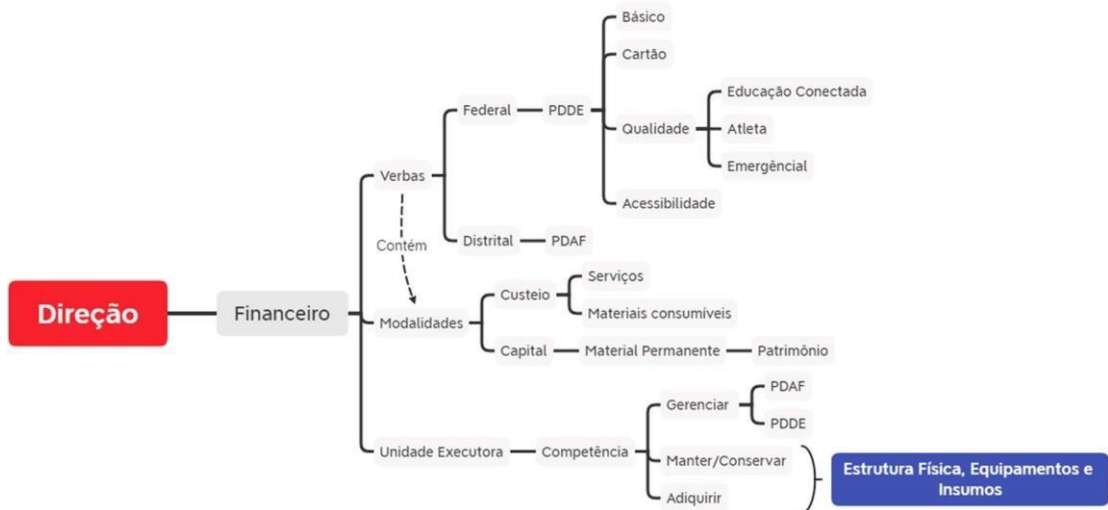 Básico
Cartão
Educação Conectada
Federal
PDDE
Qualidade
Atleta
Emergêncial
Verbas
Acessibilidade
Contém
Distrital
PDAF
Direção
Financeiro
Modalidades
Custeio
Serviços
Materiais consumíveis
Capital
Material Permanente
Patrimônio
Unidade Executora
Competência
Gerenciar
PDAF
PDDE
Manter/Conservar
Adiquirir
Estrutura Física, Equipamentos e
Insumos